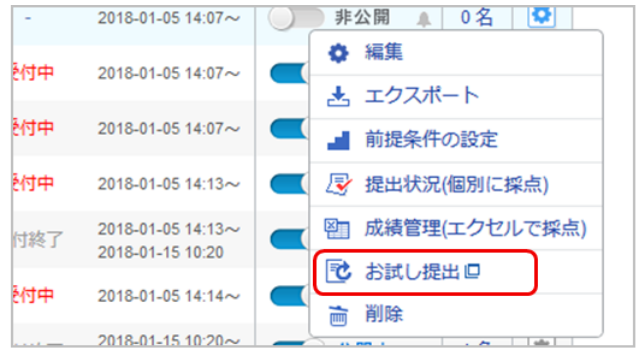 - 2018-01-05 14:07～ 非公開 0名
編集
受付中 2018-01-05 14:07～
エクスポート
受付中 2018-01-05 14:07～
前提条件の設定
受付中 2018-01-05 14:13～
提出状況(個別に採点)
付終了 2018-01-05 14:13～
2018-01-15 10:20
成績管理(エクセルで採点)
お試し提出
受付中 2018-01-05 14:14～
削除
2018-01-15 10:20～